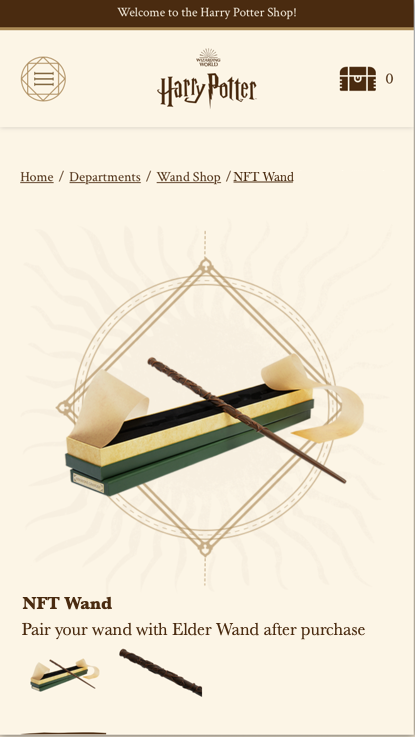 Welcome to the Harry Potter Shop!
WIZARDING
WORLD
Harry Potter
0
Home / Departments / Wand Shop / NFT Wand
NFT Wand
Pair your wand with Elder Wand after purchase